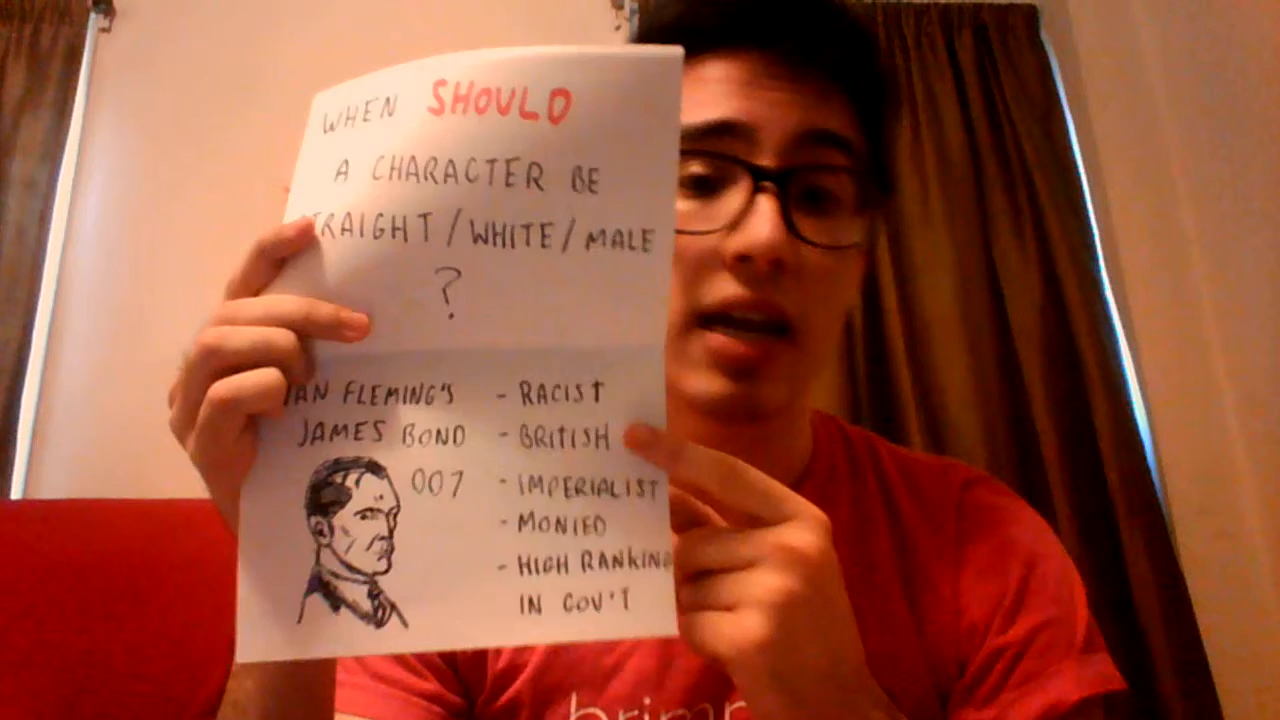 WHEN SHOULD
A CHARACTER BE
TRAIGHT / WHITE / MALE
?
IAN FLEMING'S
JAMES BOND
007
- RACIST
- BRITISH
- IMPERIALIST
- MONIED
- HIGH RANKING
IN GOV'T